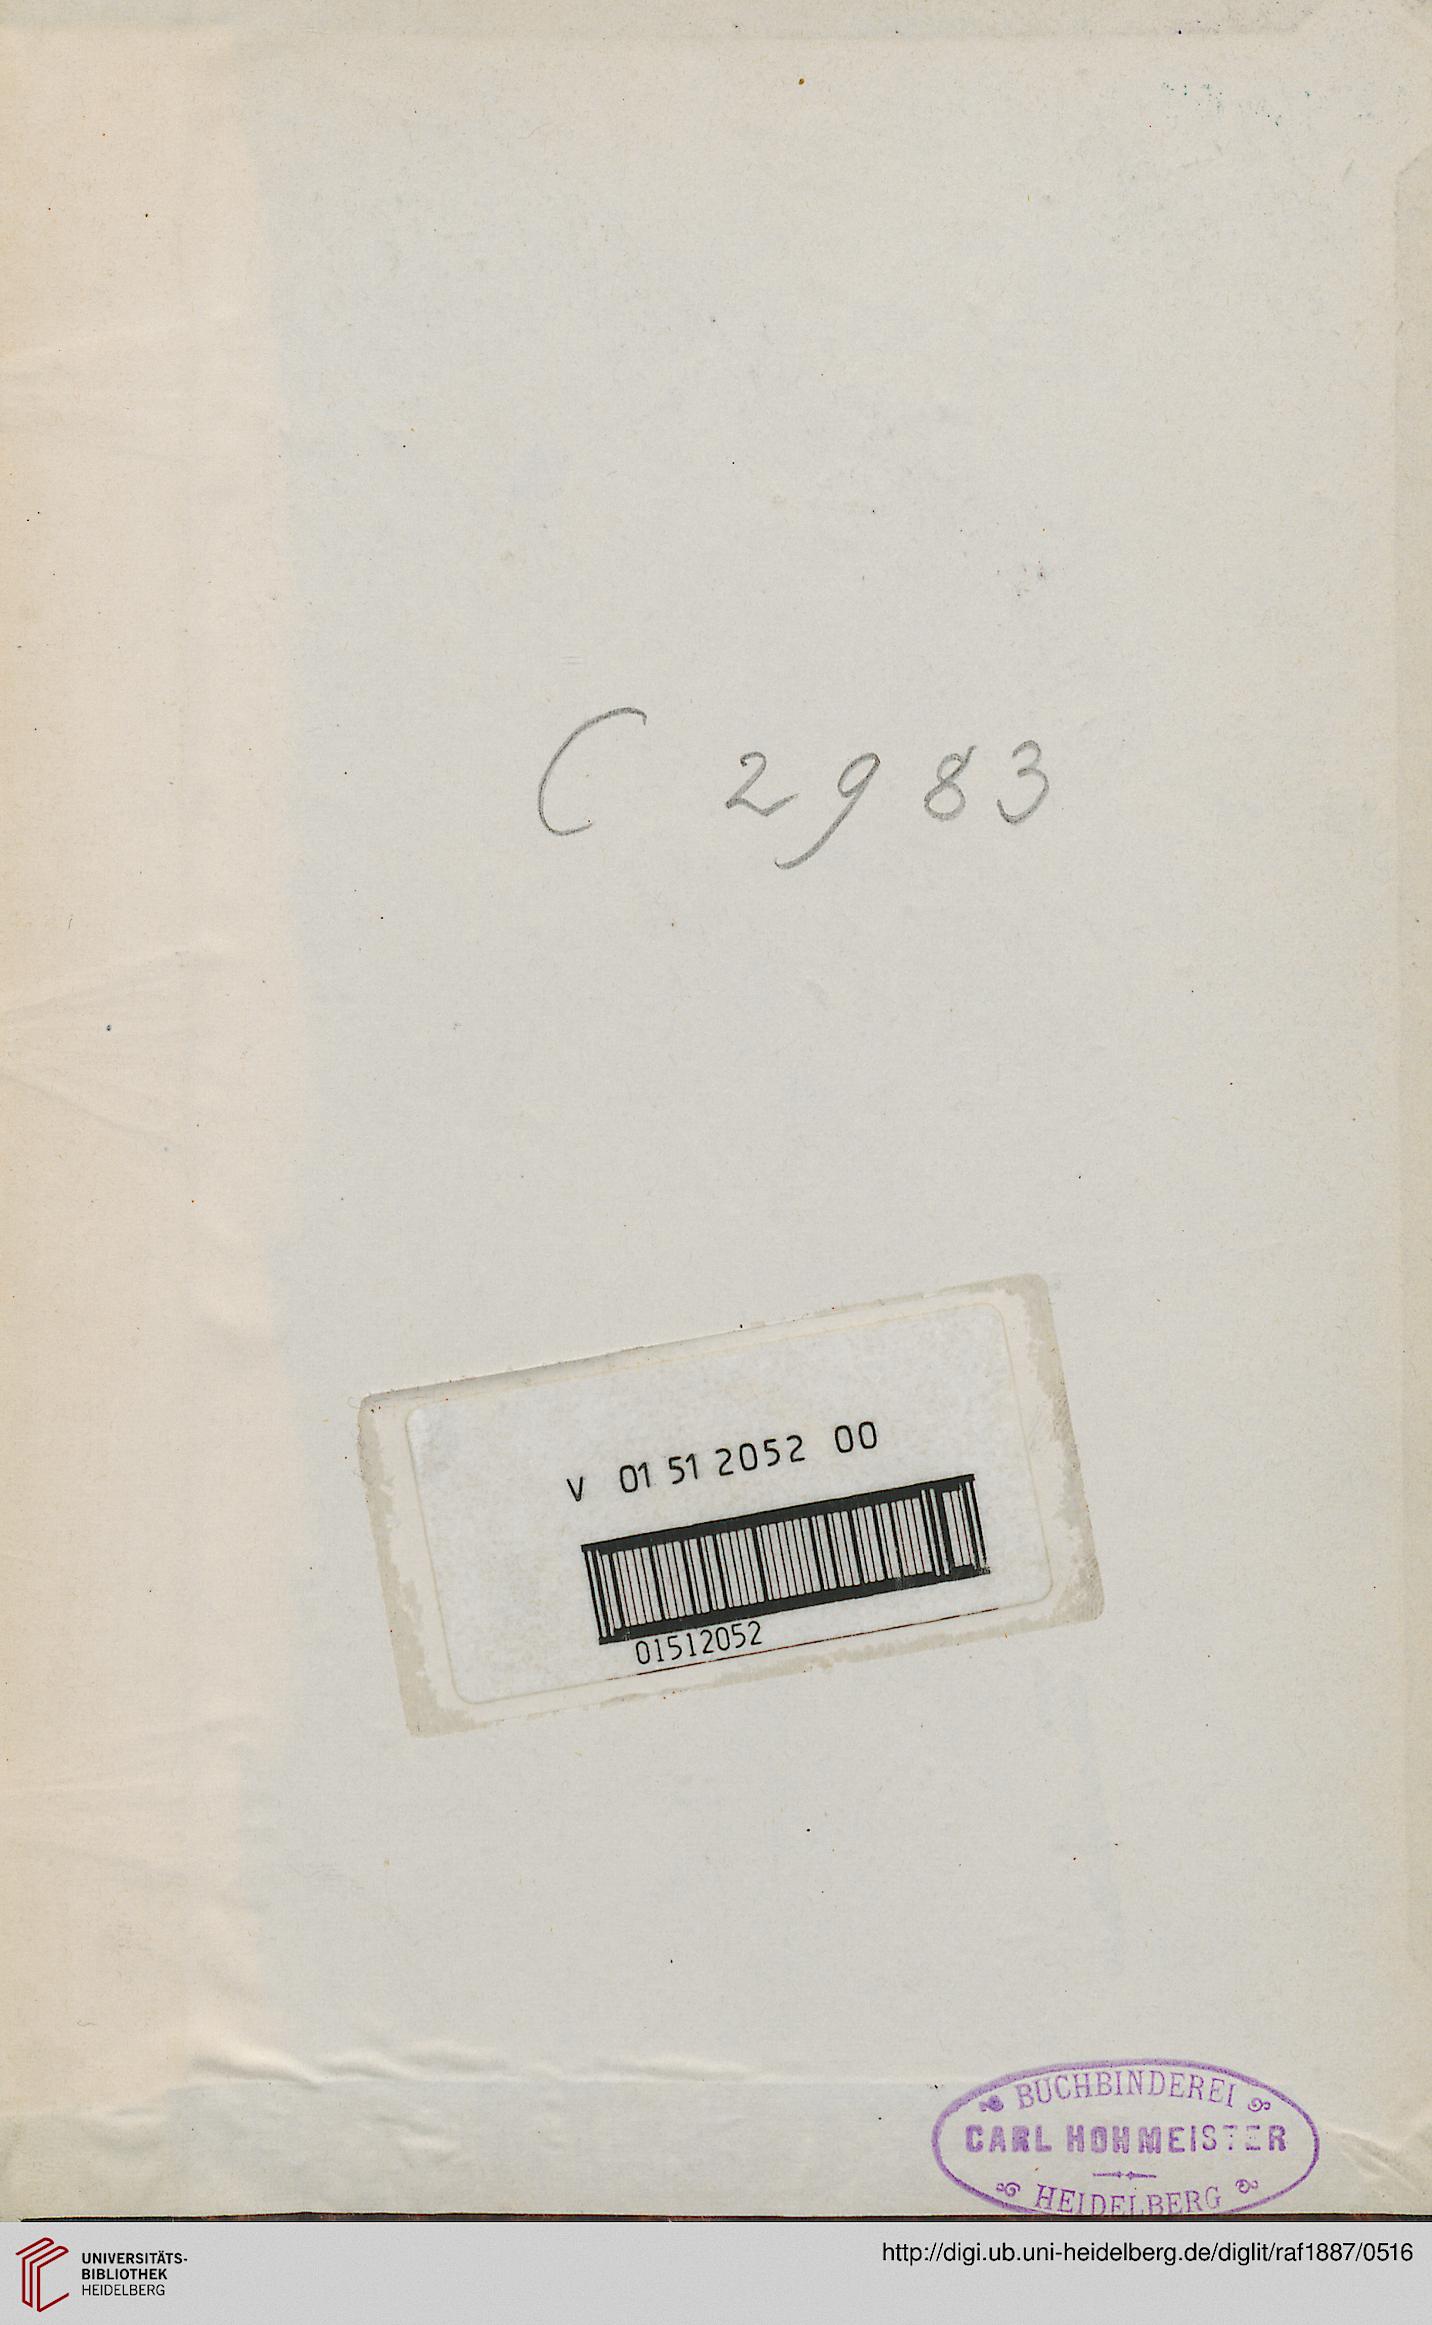 C 2983
V 01 51 2052 00
01512052
BUCHBINDEREI
CARL HOHMEISTER
HEIDELBERG
UNIVERSITÄTS-
BIBLIOTHEK
HEIDELBERG
http://digi.ub.uni-heidelberg.de/diglit/raf1887/0516